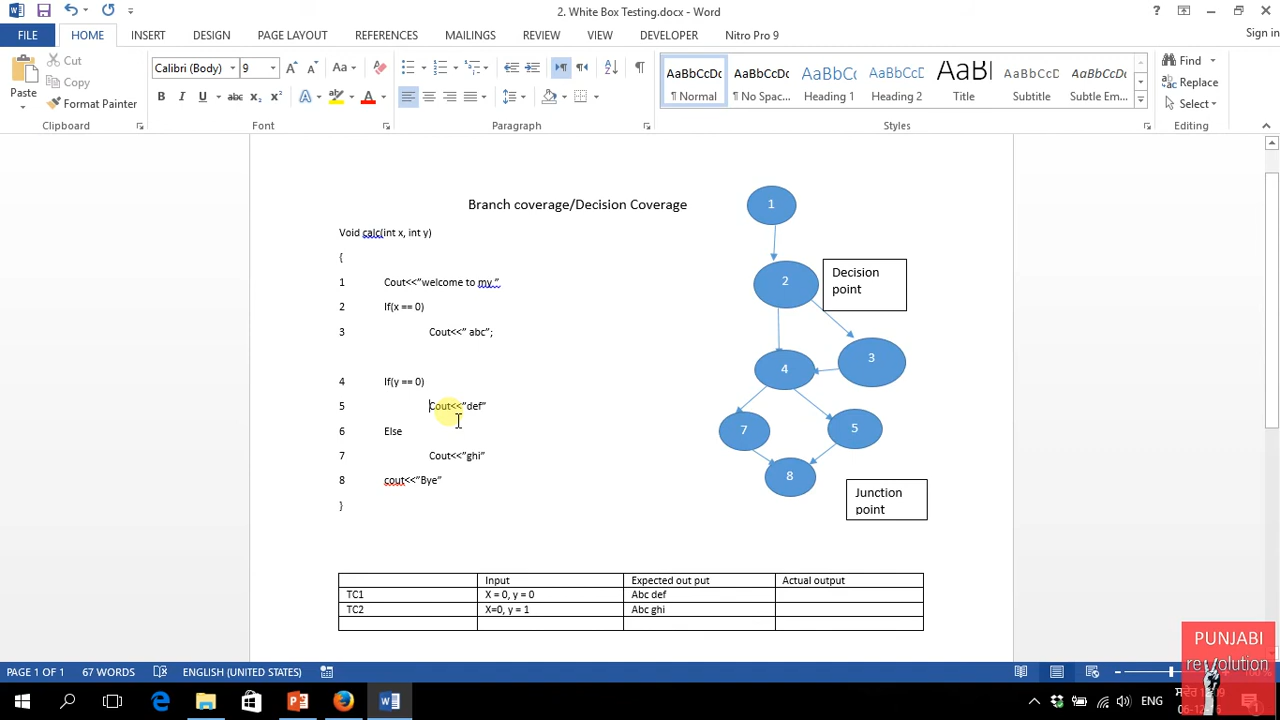 2. White Box Testing.docx - Word
Sign in
FILE HOME INSERT DESIGN PAGE LAYOUT REFERENCES MAILINGS REVIEW VIEW DEVELOPER Nitro Pro 9
Paste
Cut
Copy
Format Painter
Clipboard
Calibri (Body) 9
Font
Paragraph
AaBbCcDc AaBbCcDc AaBbC AaBbCc AaB AaBbCcD AaBbCcDc
¶ Normal ¶ No Spac... Heading 1 Heading 2 Title Subtitle Subtle Em...
Styles
Find
Replace
Select
Editing
Branch coverage/Decision Coverage
Void calc(int x, int y)
{
1 Cout<<"welcome to my "
2 If(x == 0)
3 Cout<<" abc";
4 If(y == 0)
5 Cout<<"def"
6 Else
7 Cout<<"ghi"
8 cout<<"Bye"
}
1
2
Decision
point
4
3
7
5
8
Junction
point
Input Expected out put Actual output
TC1 X = 0, y = 0 Abc def
TC2 X=0, y = 1 Abc ghi
PUNJABI
revolution
PAGE 1 OF 1 67 WORDS ENGLISH (UNITED STATES)
ENG